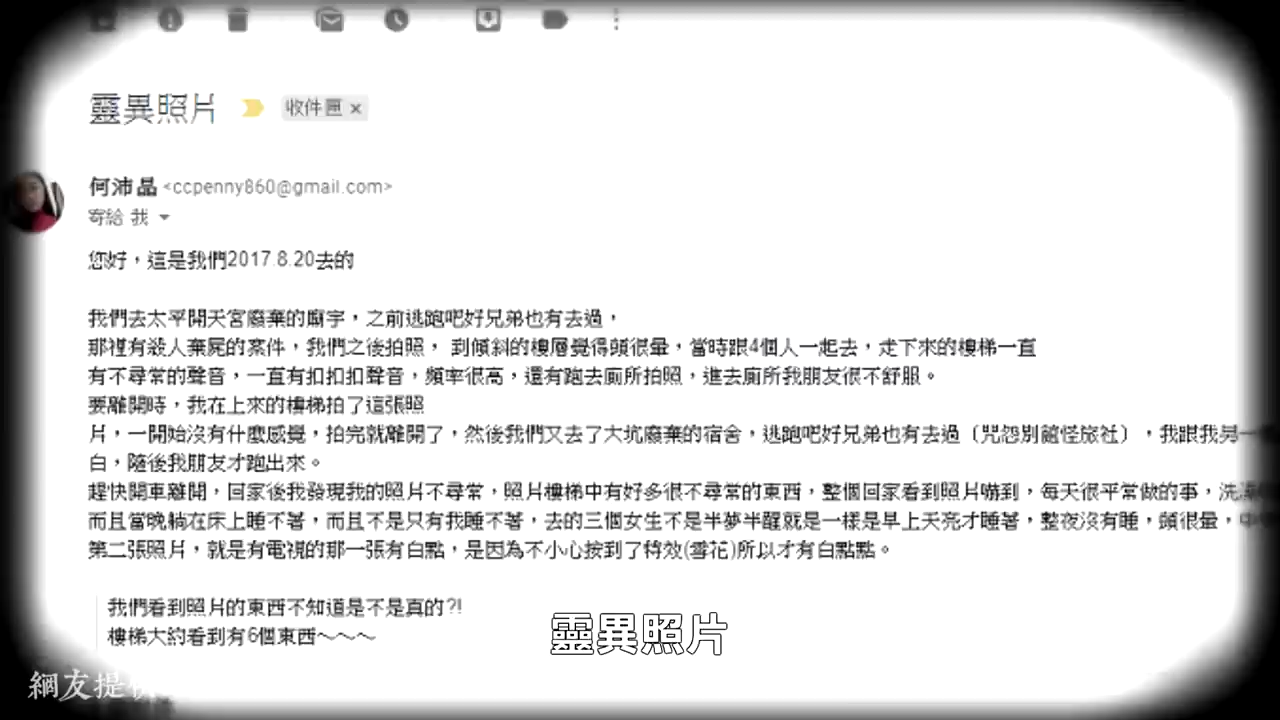 靈異照片 收件匣 ×
何沛晶 <ccpenny860@gmail.com>
寄給 我
您好，這是我們2017.8.20去的
我們去太平開天宮廢棄的廟宇，之前逃跑吧好兄弟也有去過，
那裡有殺人棄屍的案件，我們之後拍照， 到傾斜的樓層覺得頭很暈，當時跟4個人一起去，走下來的樓梯一直
有不尋常的聲音，一直有扣扣扣聲音，頻率很高，還有跑去廁所拍照，進去廁所我朋友很不舒服。
要離開時，我在上來的樓梯拍了這張照
片，一開始沒有什麼感覺，拍完就離開了，然後我們又去了大坑廢棄的宿舍，逃跑吧好兄弟也有去過（咒怨別館怪旅社），我跟我另一
白，隨後我朋友才跑出來。
趕快開車離開，回家後我發現我的照片不尋常，照片樓梯中有好多很不尋常的東西，整個回家看到照片嚇到，每天很平常做的事，洗澡
而且當晚躺在床上睡不著，而且不是只有我睡不著，去的三個女生不是半夢半醒就是一樣是早上天亮才睡著，整夜沒有睡，頭很暈，中
第二張照片，就是有電視的那一張有白點，是因為不小心按到了特效(雪花)所以才有白點點。
我們看到照片的東西不知道是不是真的?!
樓梯大約看到有6個東西～～～
靈異照片
網友提供